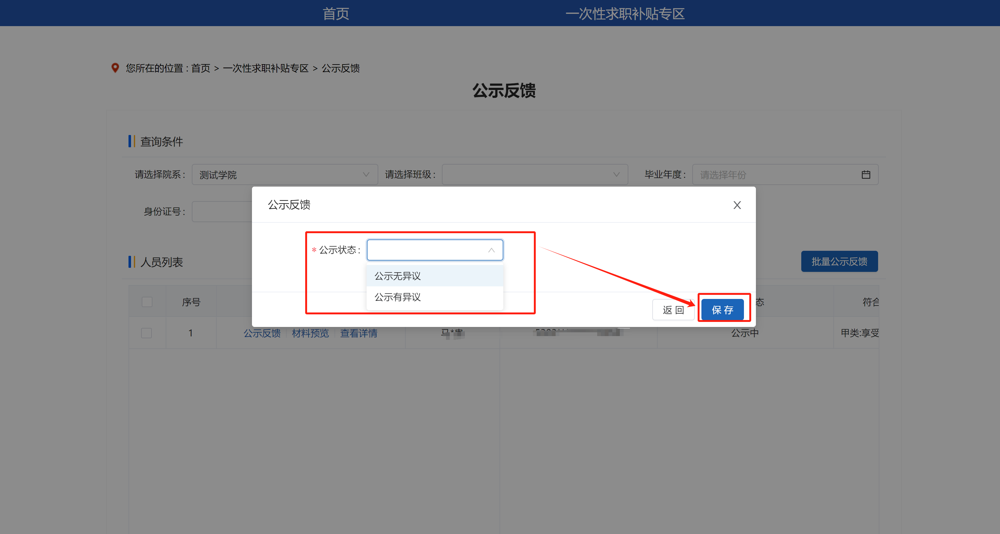 首页 一次性求职补贴专区
您所在的位置 : 首页 > 一次性求职补贴专区 > 公示反馈
公示反馈
查询条件
请选择院系 : 测试学院 请选择班级 : 毕业年度 : 请选择年份
身份证号 :
公示反馈 X
* 公示状态 :
公示无异议
公示有异议
返 回 保 存
人员列表 批量公示反馈
序号 态 符合
1 公示反馈 材料预览 查看详情 公示中 甲类:享受